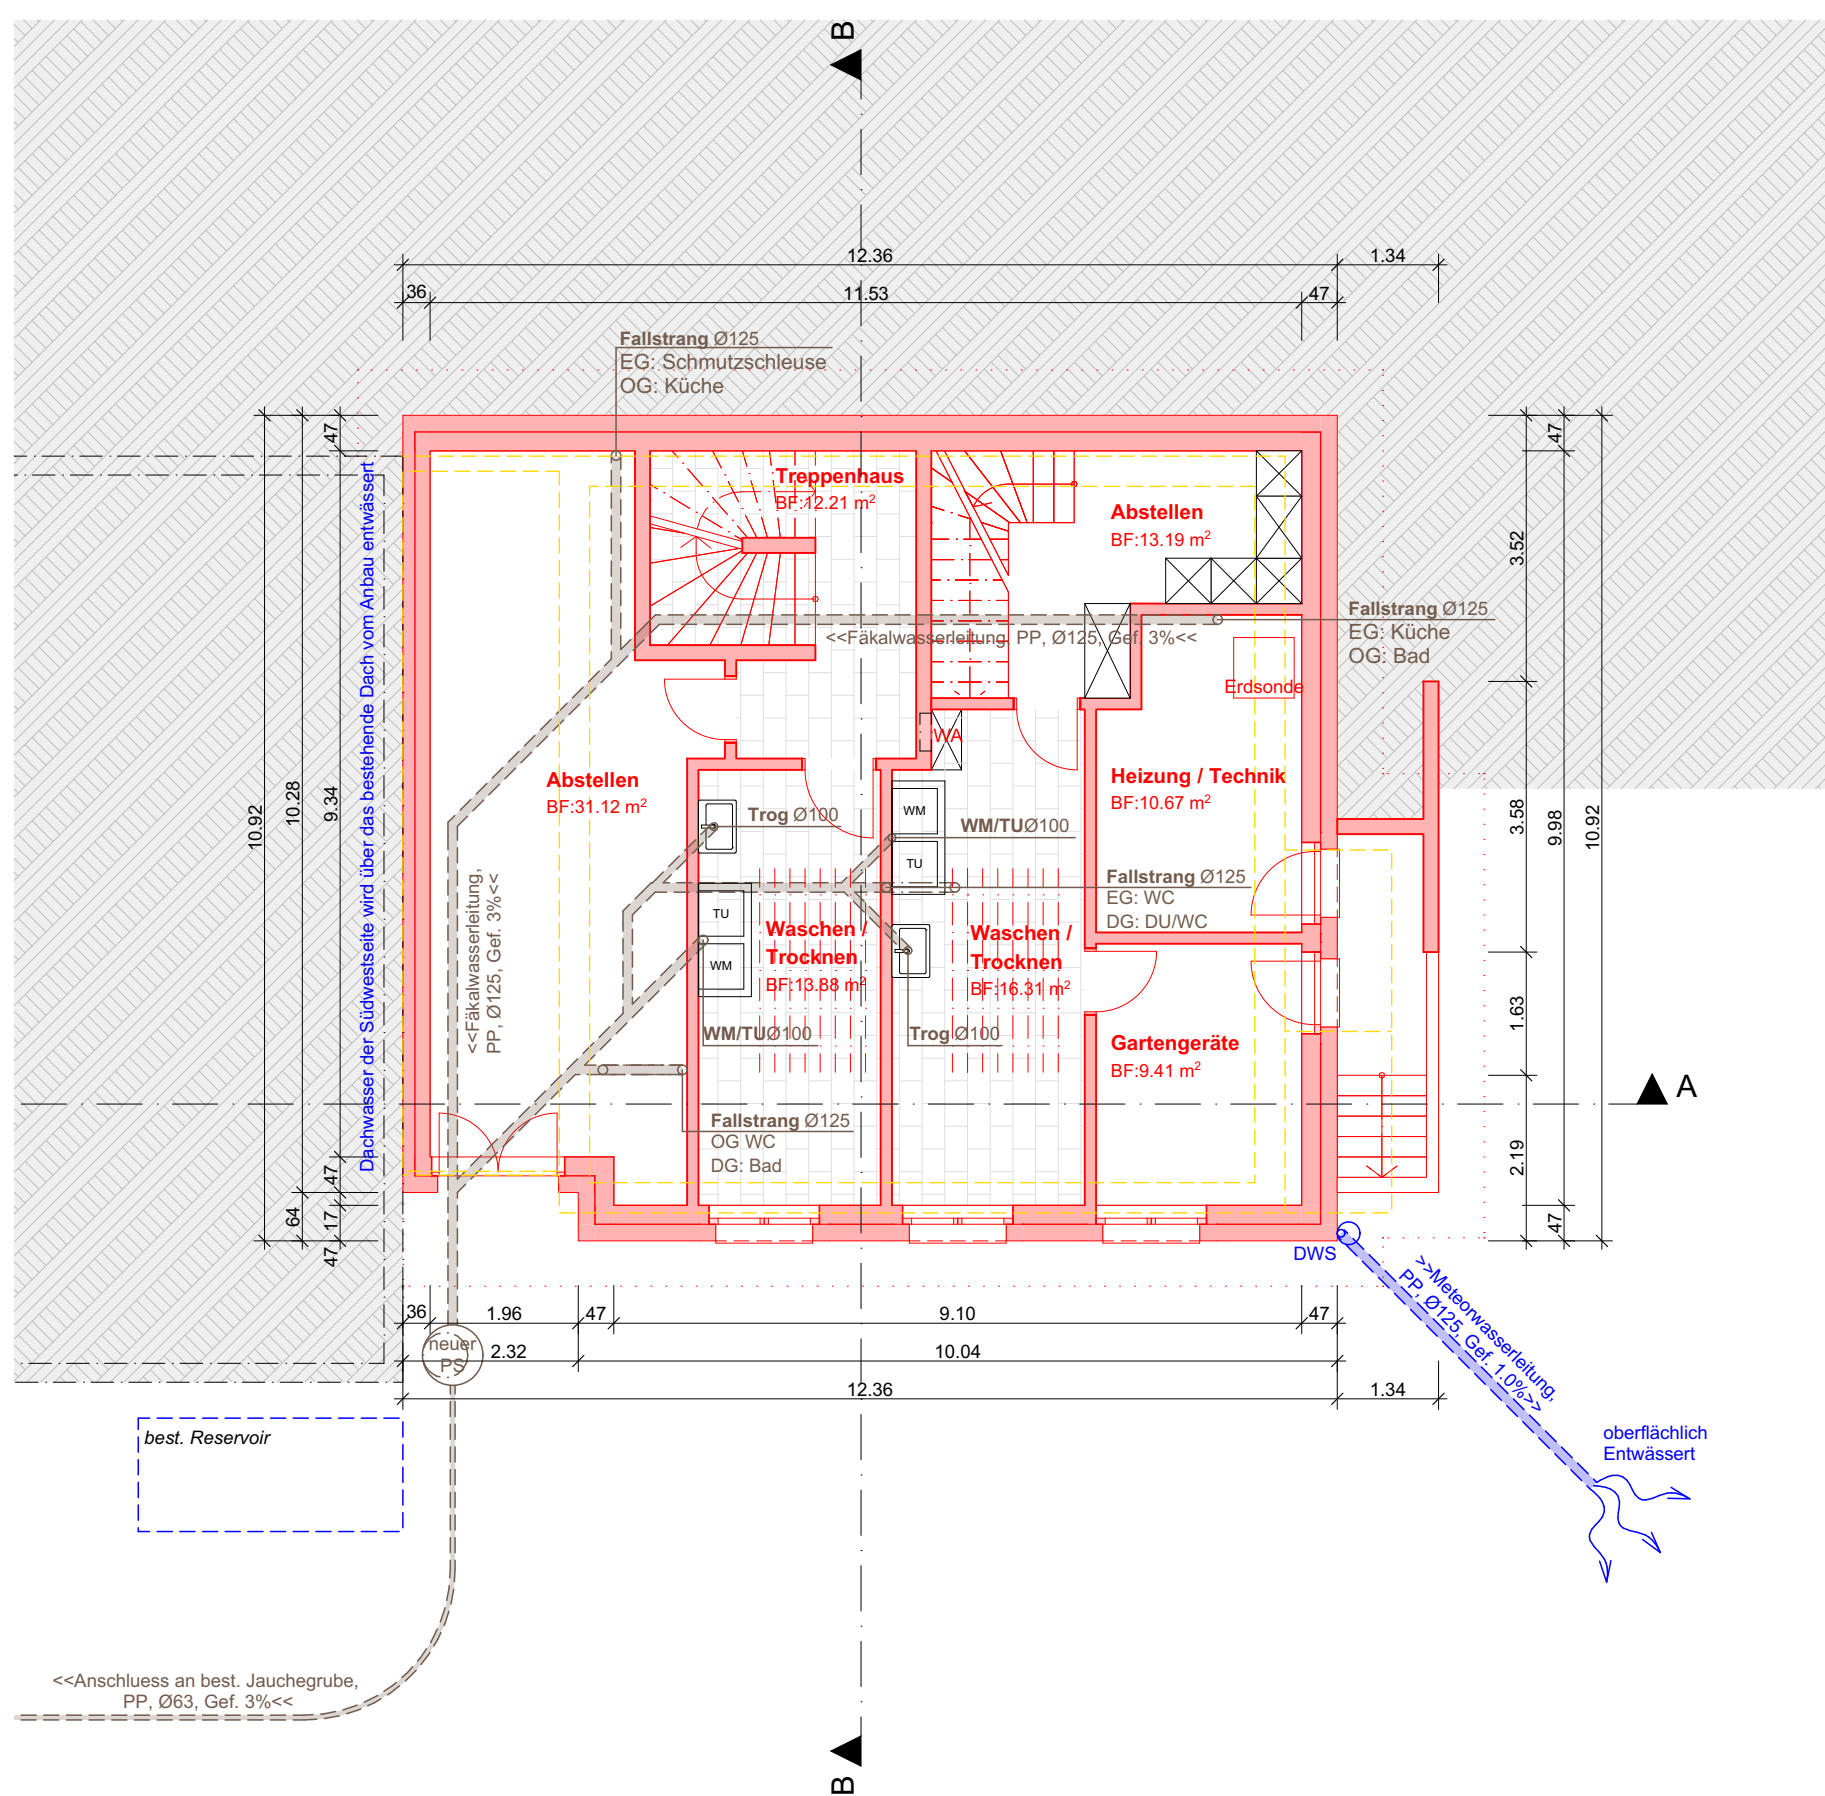 B
12.36
1.34
36
11.53
47
Fallstrang Ø125
EG: Schmutzschleuse
OG: Küche
47
10.92
10.28
9.34
47
17
64
47
Dachwasser der Südwestseite wird über das bestehende Dach vom Anbau entwässert
Treppenhaus
BF:12.21 m²
Abstellen
BF:13.19 m²
<<Fäkalwasserleitung, PP, Ø125, Gef. 3%<<
Fallstrang Ø125
EG: Küche
OG: Bad
Erdsonde
WA
Abstellen
BF:31.12 m²
Heizung / Technik
BF:10.67 m²
Trog Ø100
WM
TU
WM/TUØ100
Fallstrang Ø125
EG: WC
DG: DU/WC
<<Fäkalwasserleitung,
PP, Ø125, Gef. 3%<<
TU
WM
Waschen /
Trocknen
BF:13.88 m²
Waschen /
Trocknen
BF:16.31 m²
WM/TUØ100
Trog Ø100
Gartengeräte
BF:9.41 m²
Fallstrang Ø125
OG WC
DG: Bad
3.52
3.58
1.63
2.19
47
9.98
47
10.92
A
DWS
>>Meteorwasserleitung,
PP, Ø125, Gef. 1.0%>>
oberflächlich
Entwässert
36
1.96
47
9.10
47
neuer
PS
2.32
10.04
12.36
1.34
best. Reservoir
<<Anschluess an best. Jauchegrube,
PP, Ø63, Gef. 3%<<
B